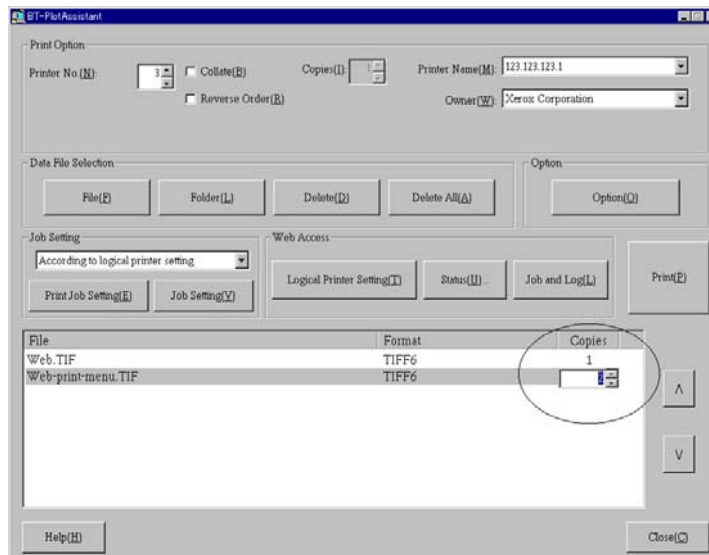 BT-PlotAssistant
Print Option
Printer No.(N): 3 Collate(B) Copies(I): 1 Printer Name(M): 123.123.123.1
Reverse Order(R) Owner(W): Xerox Corporation
Data File Selection Option
File(F) Folder(L) Delete(D) Delete All(A) Option(O)
Job Setting Web Access
According to logical printer setting
Logical Printer Setting(T) Status(U)... Job and Log(L) Print(P)
Print Job Setting(E) Job Setting(V)
File Format Copies
Web.TIF TIFF6 1
Web-print-menu.TIF TIFF6 2
Λ
V
Help(H) Close(C)